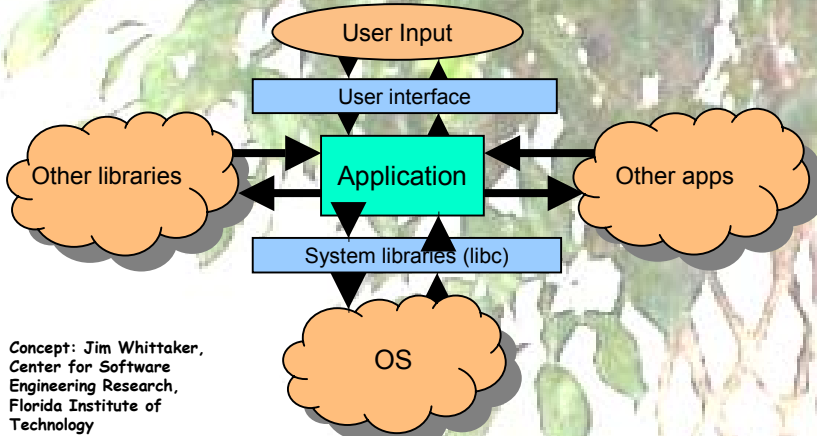 User Input
User interface
Other libraries
Application
Other apps
System libraries (libc)
OS
Concept: Jim Whittaker,
Center for Software
Engineering Research,
Florida Institute of
Technology